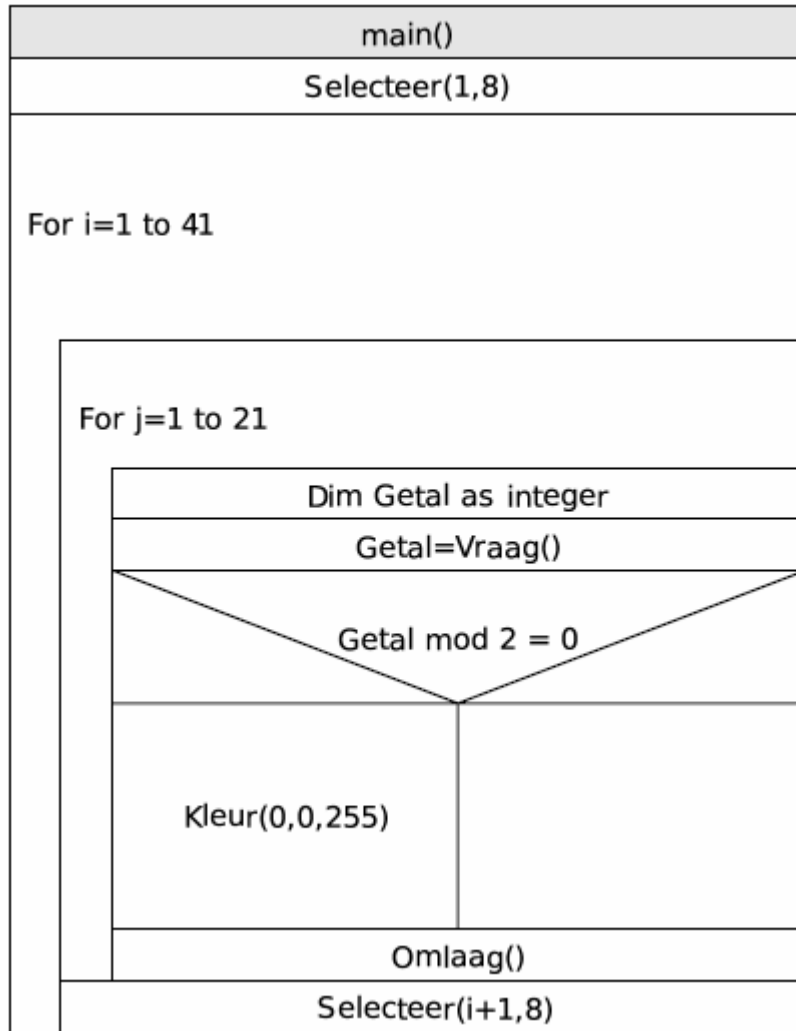 main()
Selecteer(1,8)
For i=1 to 41
For j=1 to 21
Dim Getal as integer
Getal=Vraag()
Getal mod 2 = 0
Kleur(0,0,255)
Omlaag()
Selecteer(i+1,8)